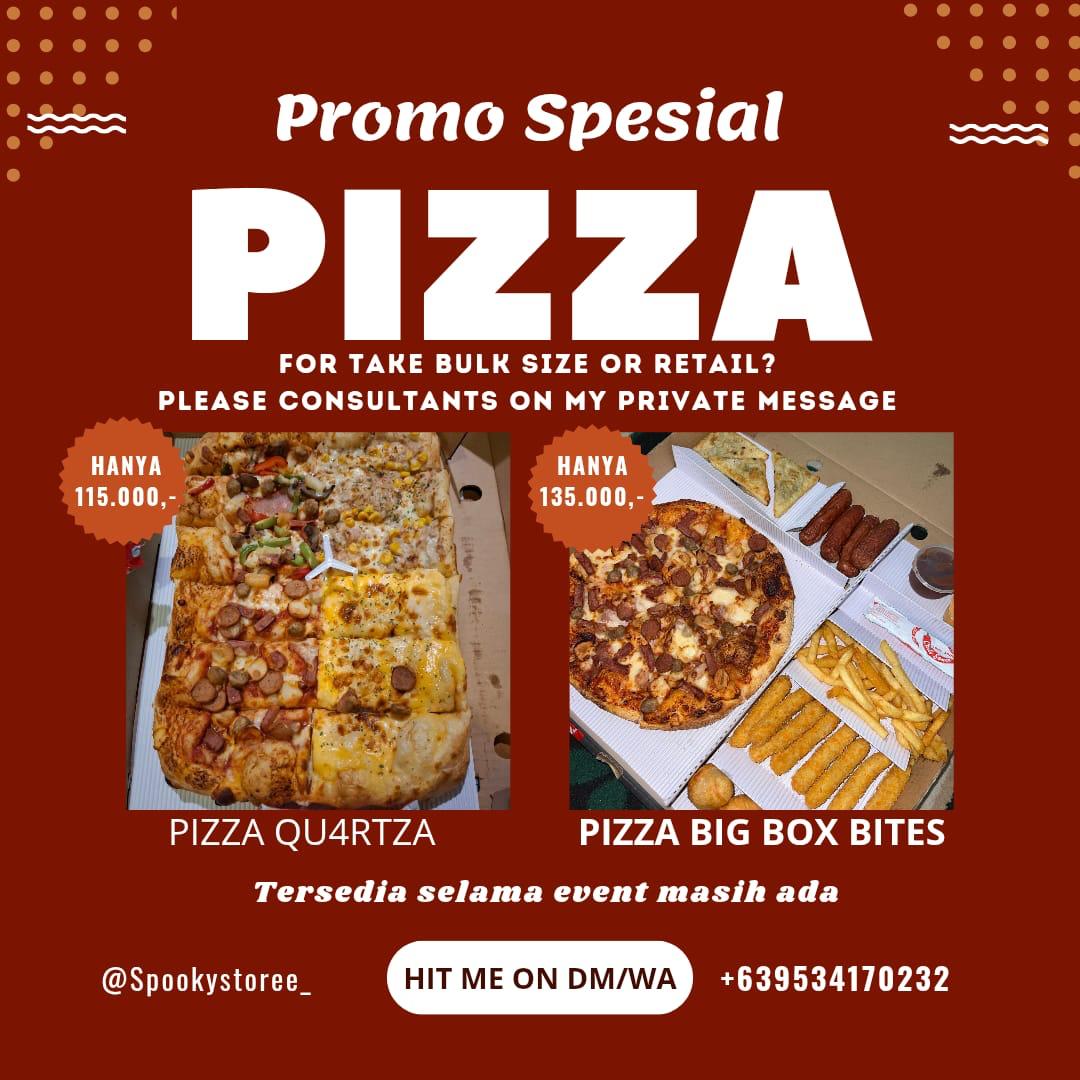 Promo Spesial
PIZZA
FOR TAKE BULK SIZE OR RETAIL?
PLEASE CONSULTANTS ON MY PRIVATE MESSAGE
HANYA
115.000,-
HANYA
135.000,-
PIZZA QU4RTZA
PIZZA BIG BOX BITES
Tersedia selama event masih ada
@Spookystoree_
HIT ME ON DM/WA
+639534170232